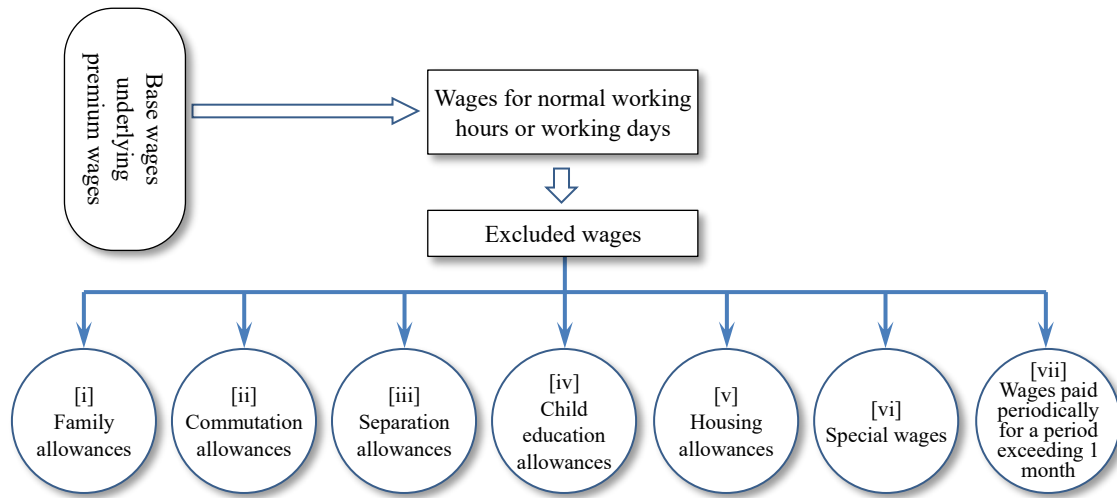 Base wages
underlying
premium wages
Wages for normal working
hours or working days
Excluded wages
[i]
Family
allowances
[ii]
Commutation
allowances
[iii]
Separation
allowances
[iv]
Child
education
allowances
[v]
Housing
allowances
[vi]
Special wages
[vii]
Wages paid
periodically
for a period
exceeding 1
month